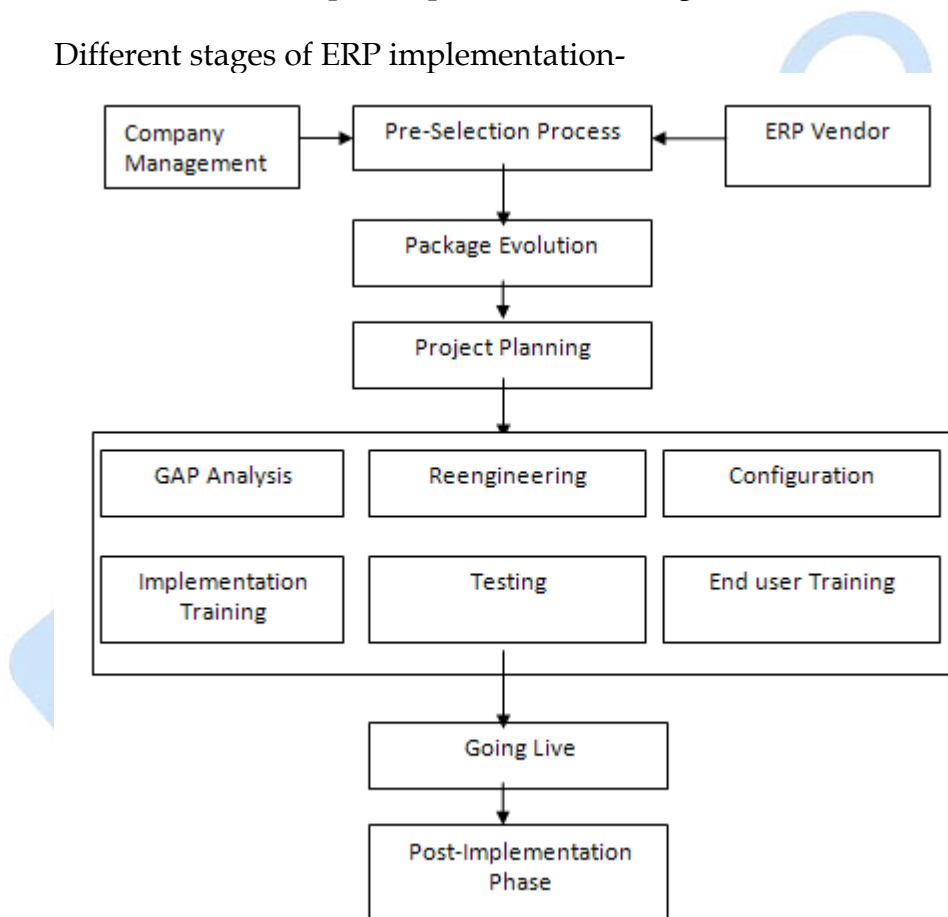 Different stages of ERP implementation-
Company
Management
Pre-Selection Process
ERP Vendor
Package Evolution
Project Planning
GAP Analysis
Reengineering
Configuration
Implementation
Training
Testing
End user Training
Going Live
Post-Implementation
Phase